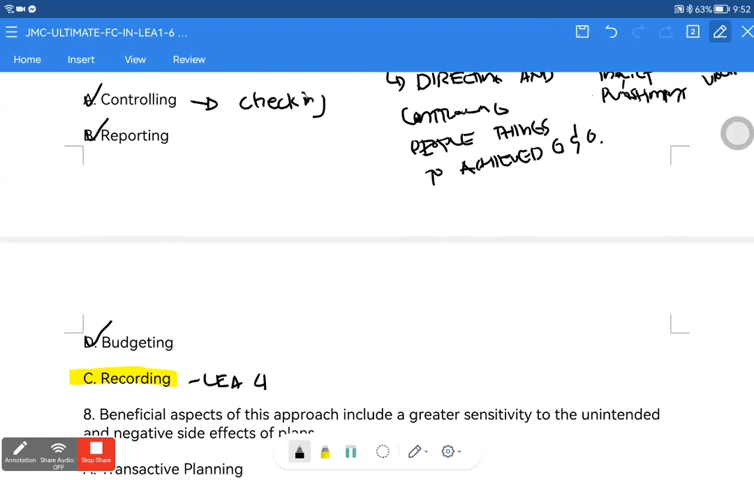 63% 9:52
JMC-ULTIMATE-FC-IN-LEA1-6 ...
2
Home Insert View Review
DIRECTING AND
A. Controlling → checking
PUNISHMENT
CONTROLLING
B. Reporting
PEOPLE THINGS
TO ACHIEVED G & O.
D. Budgeting
C. Recording - LEA 4
8. Beneficial aspects of this approach include a greater sensitivity to the unintended
and negative side effects of plans
A. Transactive Planning
Annotation Share Audio: OFF Stop Share